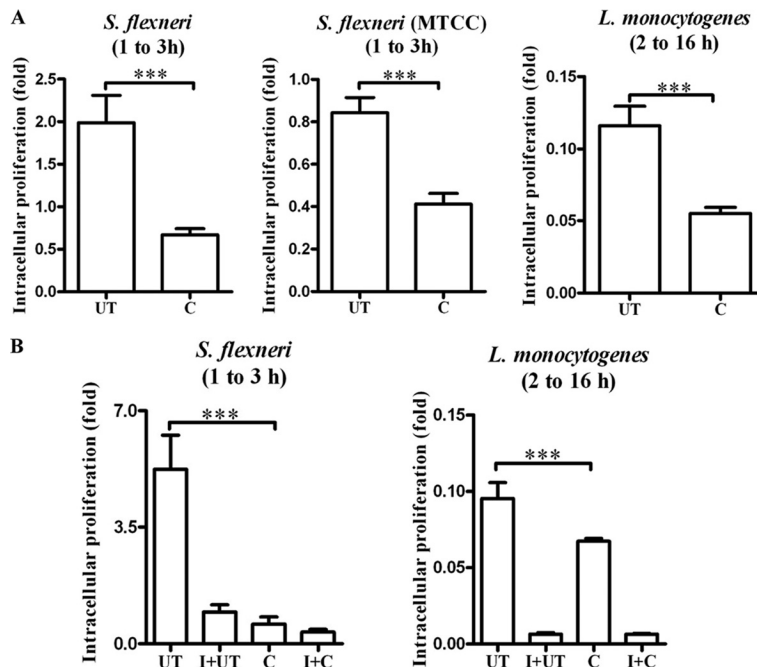 A
S. flexneri
(1 to 3h)
Intracellular proliferation (fold)
2.5
2.0
1.5
1.0
0.5
0.0
***
UT C
S. flexneri (MTCC)
(1 to 3h)
Intracellular proliferation (fold)
1.0
0.8
0.6
0.4
0.2
0.0
***
UT C
L. monocytogenes
(2 to 16 h)
Intracellular proliferation (fold)
0.15
0.10
0.05
0.00
***
UT C
B
S. flexneri
(1 to 3 h)
Intracellular proliferation (fold)
7.0
3.5
0.0
***
UT I+UT C I+C
L. monocytogenes
(2 to 16 h)
Intracellular proliferation (fold)
0.15
0.10
0.05
0.00
***
UT I+UT C I+C